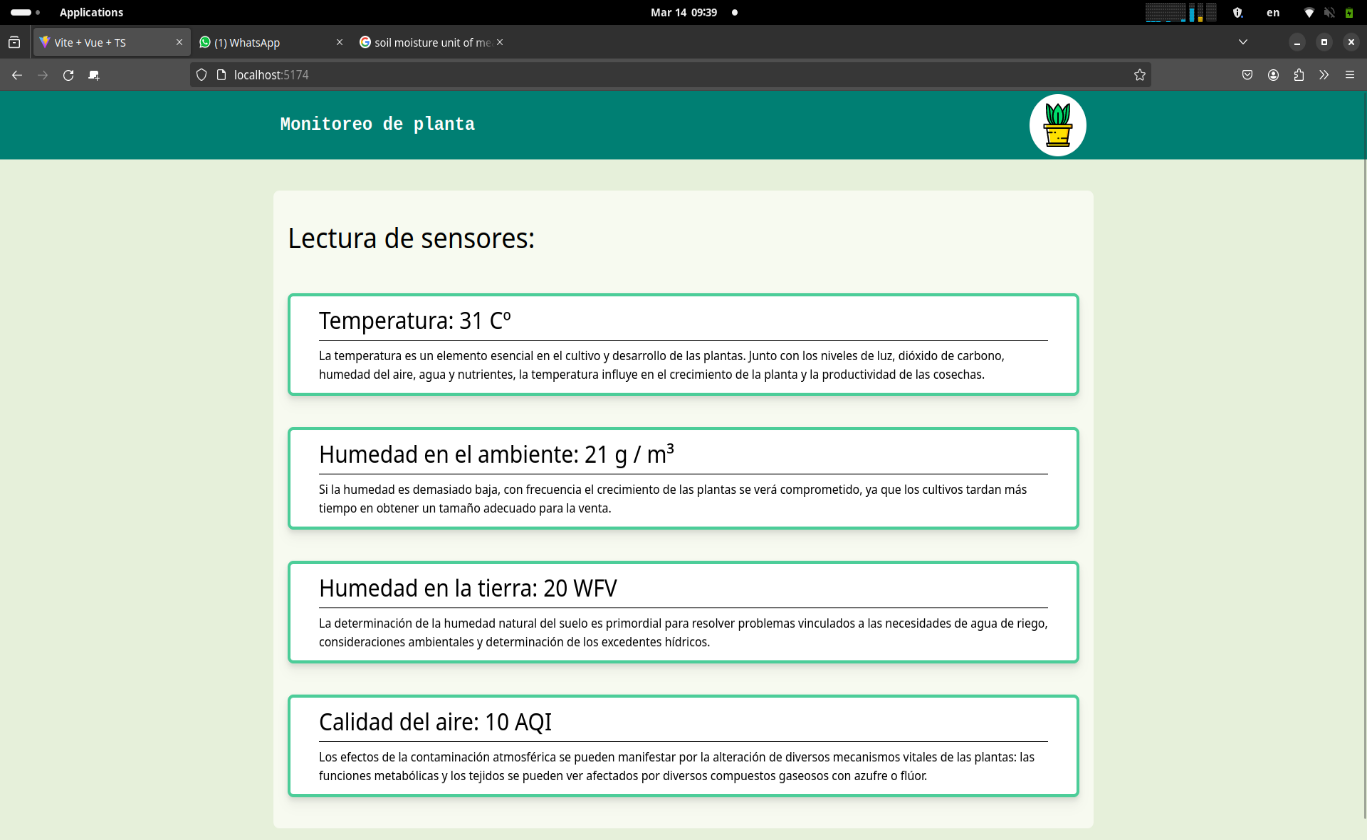 Applications
Mar 14 09:39
en
Vite + Vue + TS
(1) WhatsApp
soil moisture unit of me
localhost:5174
Monitoreo de planta
Lectura de sensores:
Temperatura: 31 Cº
La temperatura es un elemento esencial en el cultivo y desarrollo de las plantas. Junto con los niveles de luz, dióxido de carbono,
humedad del aire, agua y nutrientes, la temperatura influye en el crecimiento de la planta y la productividad de las cosechas.
Humedad en el ambiente: 21 g / m³
Si la humedad es demasiado baja, con frecuencia el crecimiento de las plantas se verá comprometido, ya que los cultivos tardan más
tiempo en obtener un tamaño adecuado para la venta.
Humedad en la tierra: 20 WFV
La determinación de la humedad natural del suelo es primordial para resolver problemas vinculados a las necesidades de agua de riego,
consideraciones ambientales y determinación de los excedentes hídricos.
Calidad del aire: 10 AQI
Los efectos de la contaminación atmosférica se pueden manifestar por la alteración de diversos mecanismos vitales de las plantas: las
funciones metabólicas y los tejidos se pueden ver afectados por diversos compuestos gaseosos con azufre o flúor.